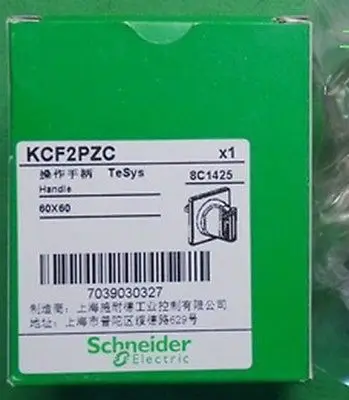 KCF2PZC x1
操作手柄 TeSys 8C1425
Handle
60X60
7039030327
制造商：上海施耐德工业控制有限公司
地址：上海市普陀区绥德路629号
Schneider
Electric